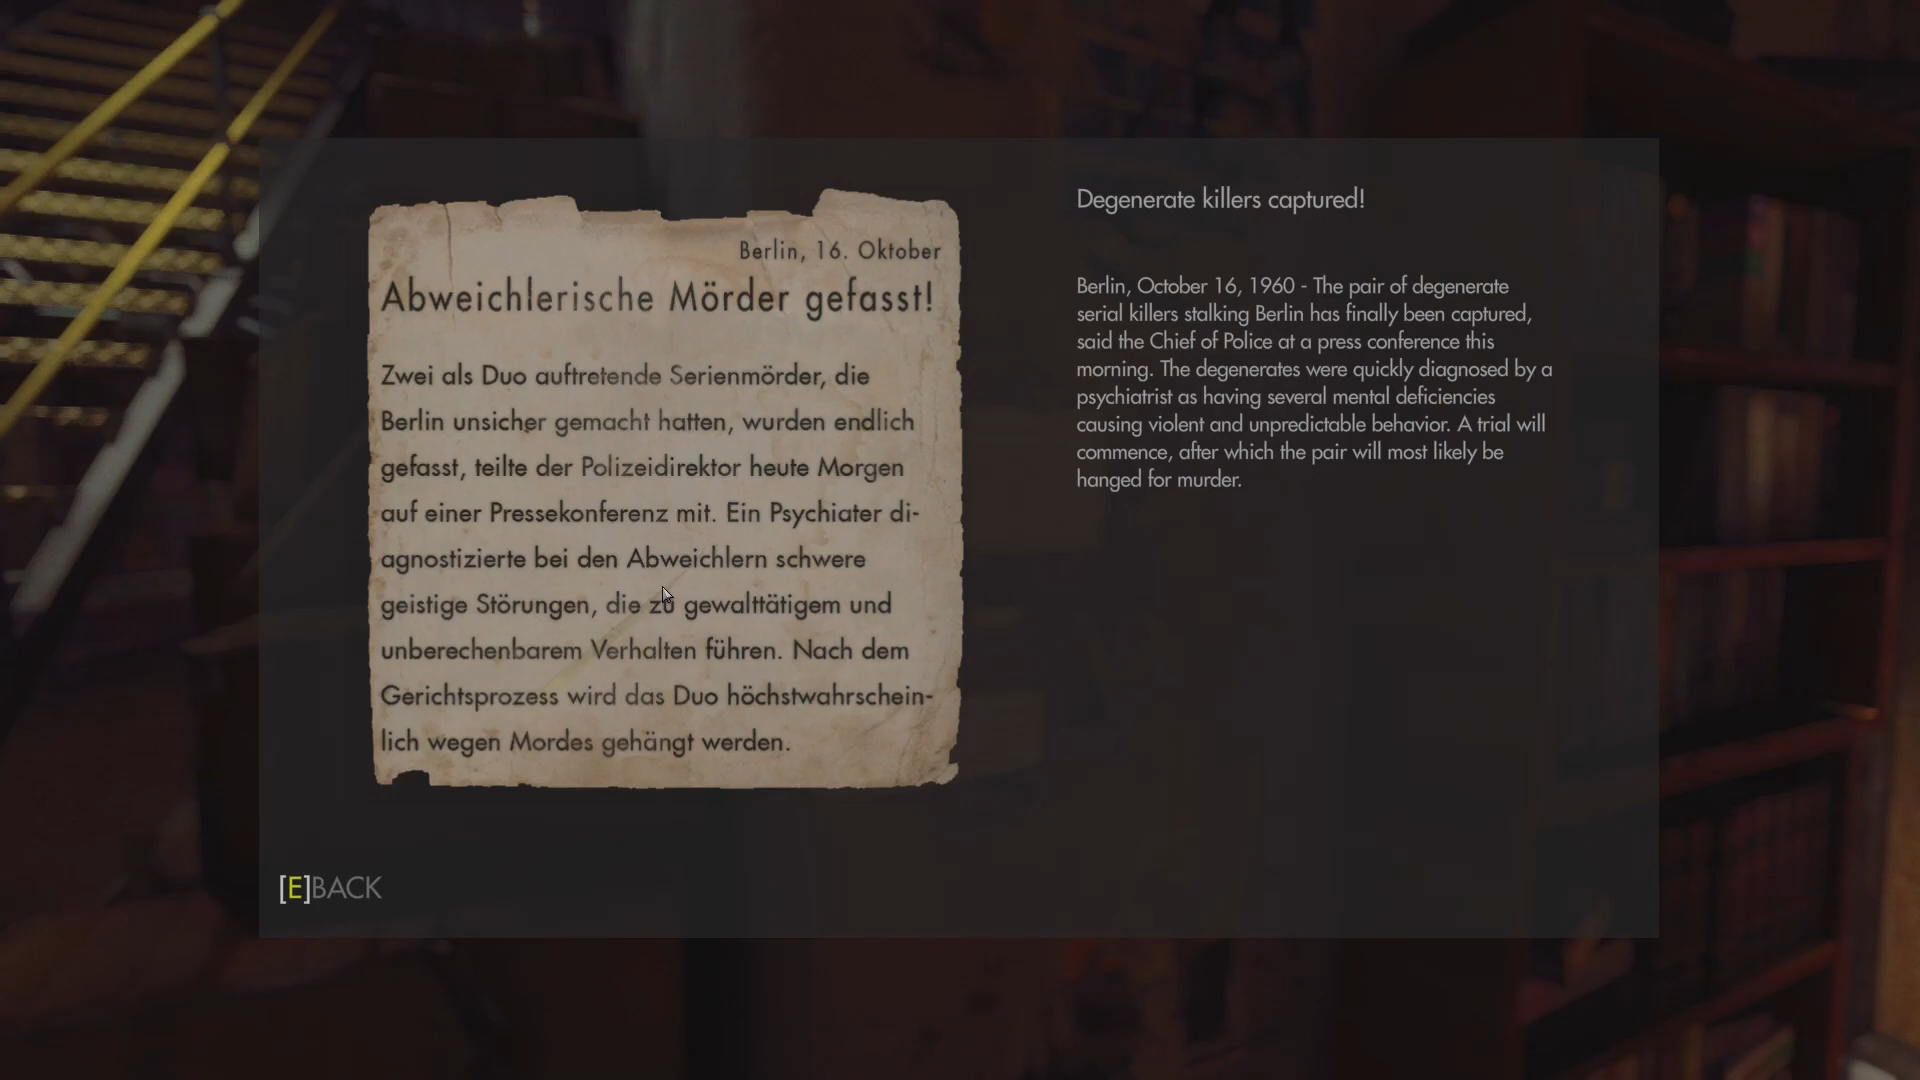 Berlin, 16. Oktober
Abweichlerische Mörder gefasst!
Zwei als Duo auftretende Serienmörder, die
Berlin unsicher gemacht hatten, wurden endlich
gefasst, teilte der Polizeidirektor heute Morgen
auf einer Pressekonferenz mit. Ein Psychiater di-
agnostizierte bei den Abweichlern schwere
geistige Störungen, die zu gewalttätigem und
unberechenbarem Verhalten führen. Nach dem
Gerichtsprozess wird das Duo höchstwahrschein-
lich wegen Mordes gehängt werden.
Degenerate killers captured!
Berlin, October 16, 1960 - The pair of degenerate
serial killers stalking Berlin has finally been captured,
said the Chief of Police at a press conference this
morning. The degenerates were quickly diagnosed by a
psychiatrist as having several mental deficiencies
causing violent and unpredictable behavior. A trial will
commence, after which the pair will most likely be
hanged for murder.
[E]BACK